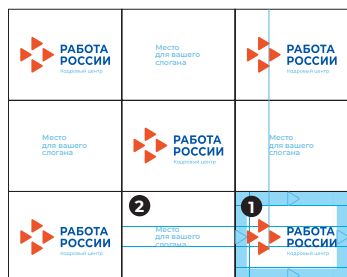 РАБОТА
РОССИИ
Кадровый центр
Место
для вашего
слогана
РАБОТА
РОССИИ
Кадровый центр
Место
для вашего
слогана
РАБОТА
РОССИИ
Кадровый центр
Место
для вашего
слогана
РАБОТА
РОССИИ
Кадровый центр
2
Место
для вашего
слогана
1
РАБОТА
РОССИИ
Кадровый центр